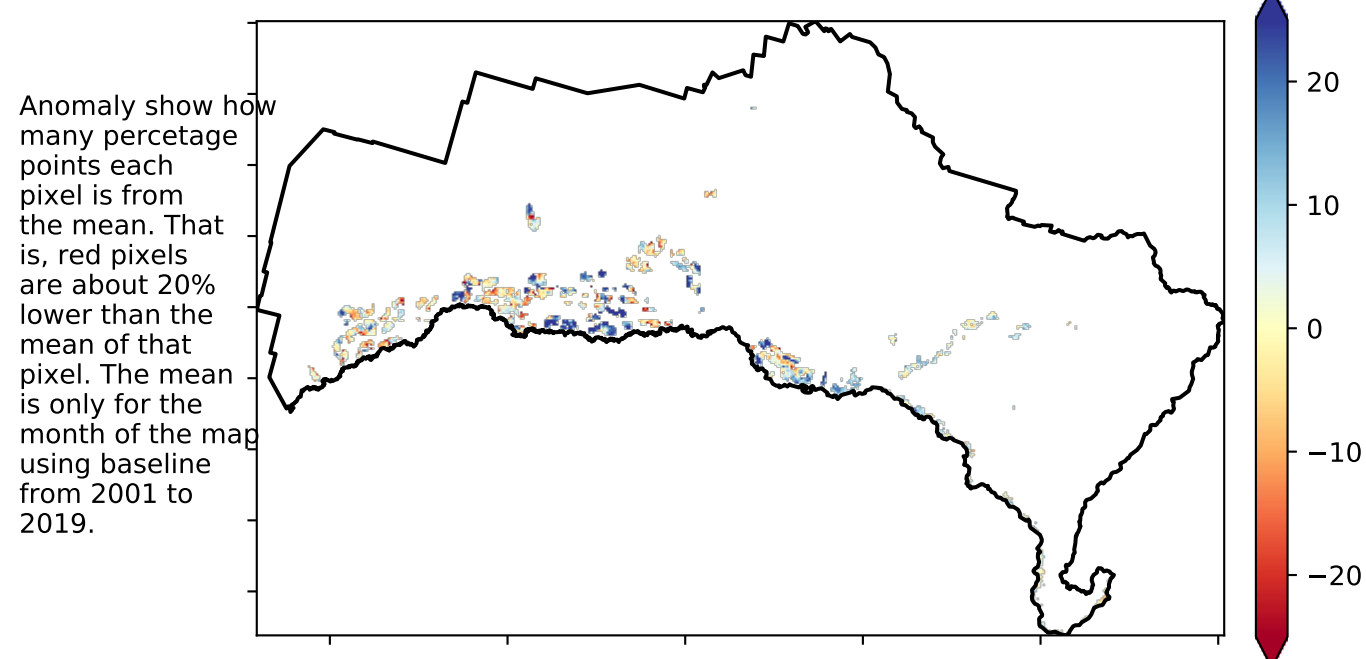 Anomaly show how
many percetage
points each
pixel is from
the mean. That
is, red pixels
are about 20%
lower than the
mean of that
pixel. The mean
is only for the
month of the map
using baseline
from 2001 to
2019.
20
10
0
−10
−20